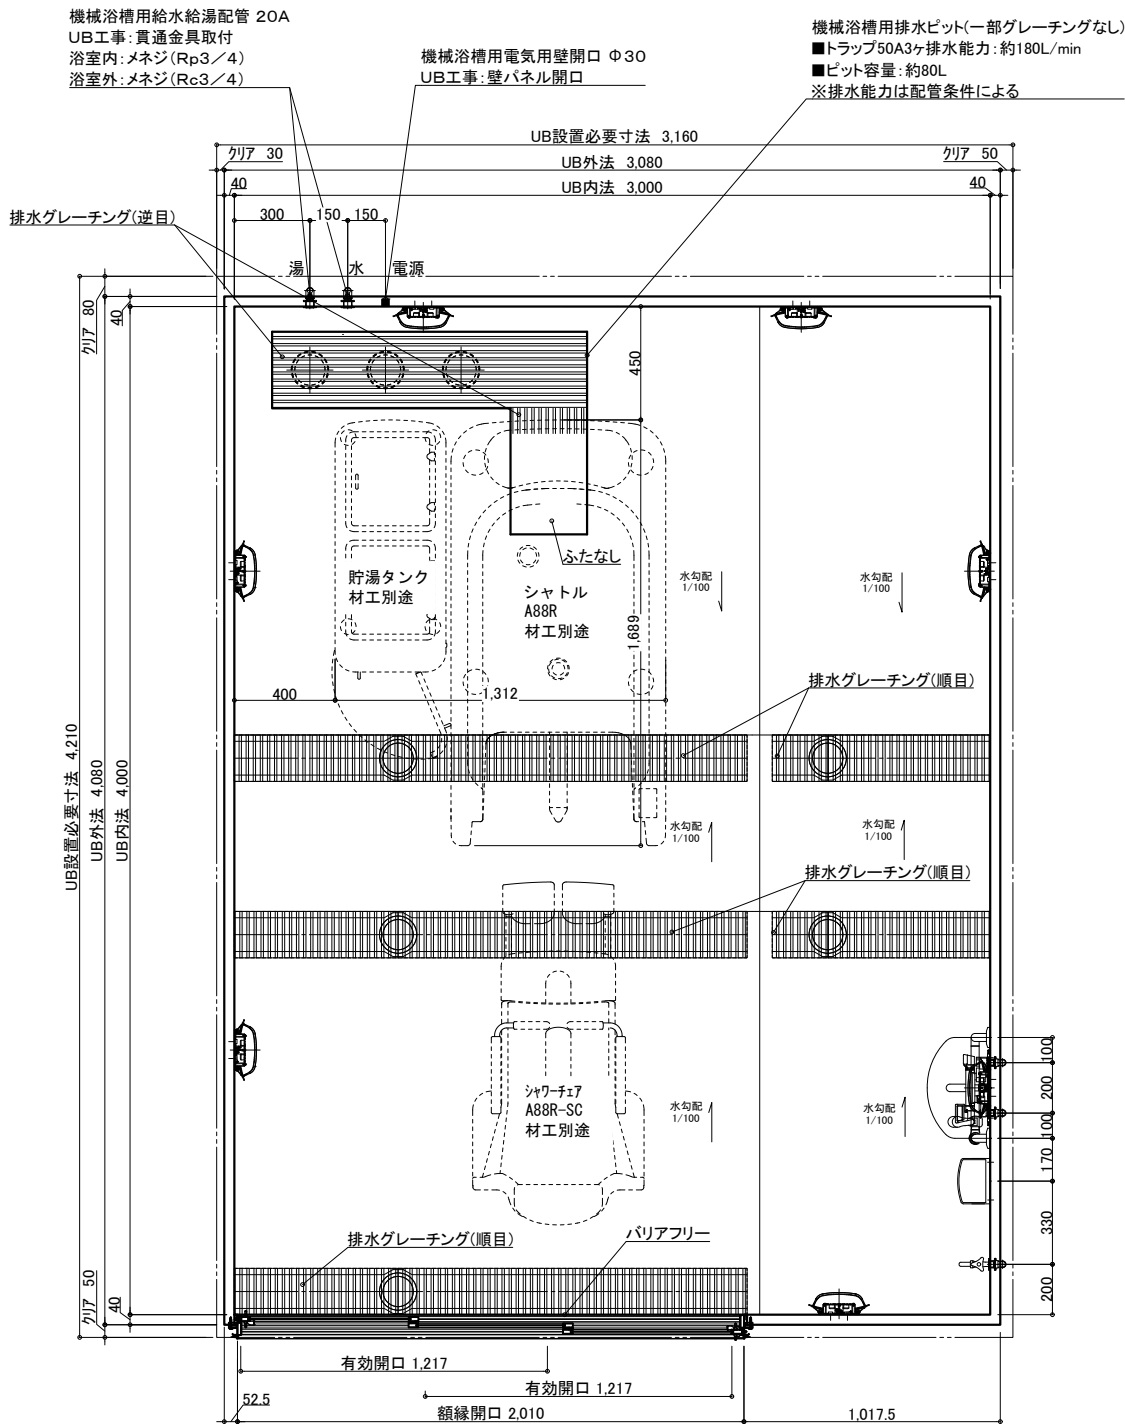 機械浴槽用給水給湯配管 20A
UB工事：貫通金具取付
浴室内：メネジ(Rp3／4)
浴室外：メネジ(Rc3／4)
機械浴槽用電気用壁開口 Φ30
UB工事：壁パネル開口
機械浴槽用排水ピット(一部グレーチングなし)
■トラップ50A3ヶ排水能力：約180L/min
■ピット容量：約80L
※排水能力は配管条件による
UB設置必要寸法 3,160
クリア 30
UB外法 3,080
クリア 50
40
UB内法 3,000
40
300
150
150
排水グレーチング(逆目)
湯
水
電源
クリア 80
40
450
ふたなし
貯湯タンク
材工別途
シャトル
A88R
材工別途
水勾配
1/100
水勾配
1/100
1,689
排水グレーチング(順目)
400
1,312
UB設置必要寸法 4,210
UB外法 4,080
UB内法 4,000
水勾配
1/100
水勾配
1/100
排水グレーチング(順目)
シャワーチェア
A88R-SC
材工別途
水勾配
1/100
水勾配
1/100
100
200
100
170
330
200
排水グレーチング(順目)
バリアフリー
クリア 50
40
有効開口 1,217
有効開口 1,217
52.5
額縁開口 2,010
1,017.5